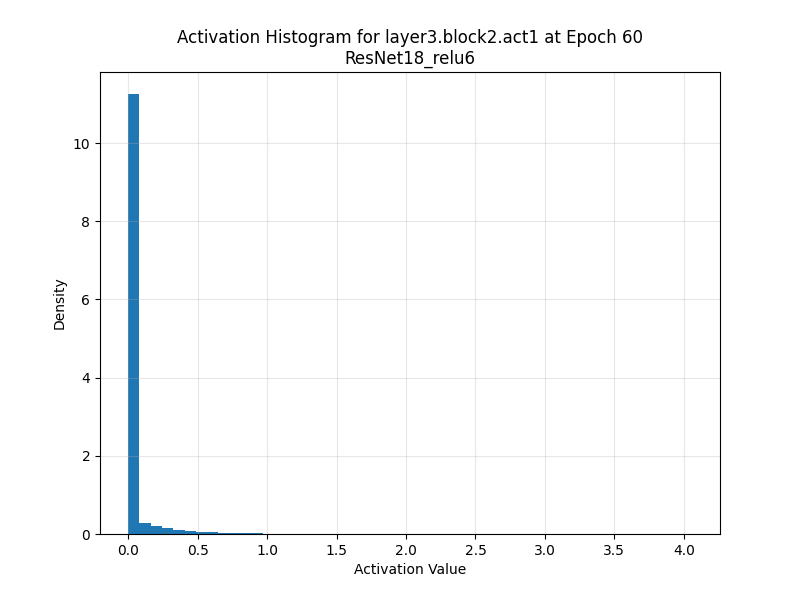 Activation Histogram for layer3.block2.act1 at Epoch 60
ResNet18_relu6
Density
10
8
6
4
2
0
0.0 0.5 1.0 1.5 2.0 2.5 3.0 3.5 4.0
Activation Value